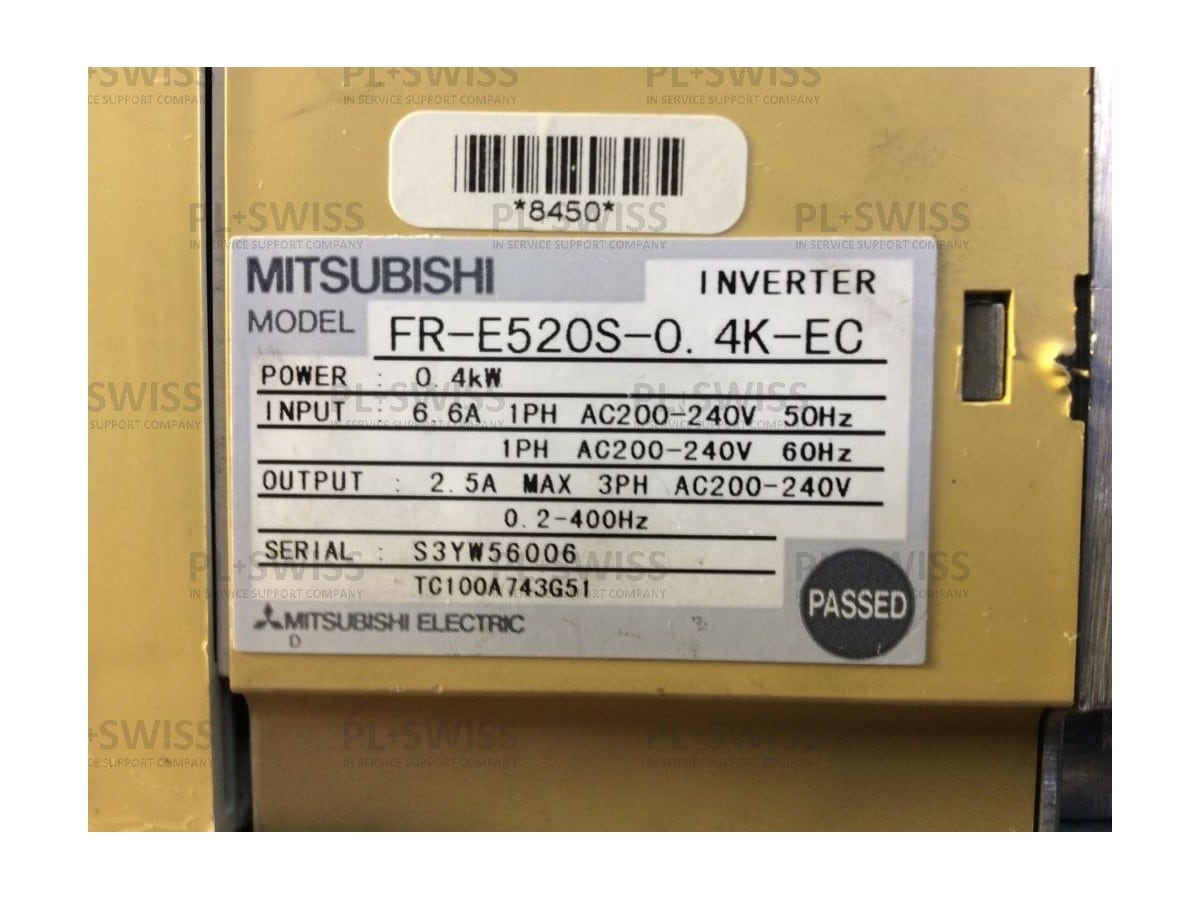 PL+SWISS
IN SERVICE SUPPORT COMPANY
*8450*
MITSUBISHI INVERTER
MODEL FR-E520S-0.4K-EC
POWER : 0.4kW
INPUT : 6.6A 1PH AC200-240V 50Hz
1PH AC200-240V 60Hz
OUTPUT : 2.5A MAX 3PH AC200-240V
0.2-400Hz
SERIAL : S3YW56006
TC100A743G51
PASSED
MITSUBISHI ELECTRIC
D